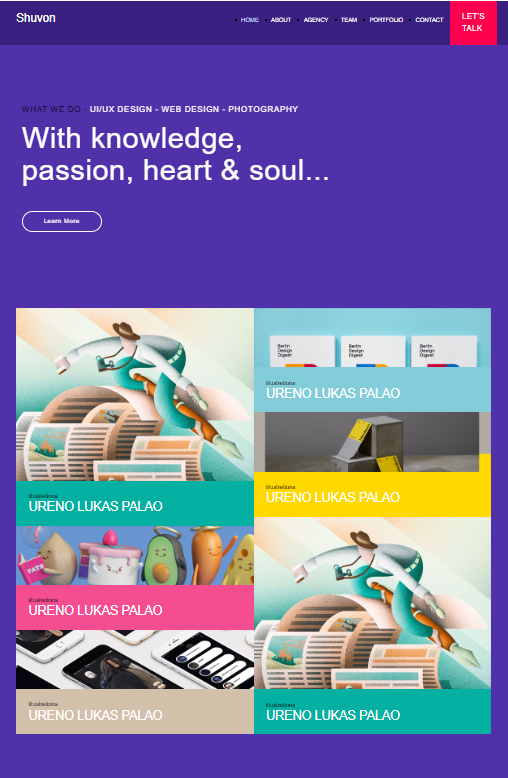 Shuvon
HOME
ABOUT
AGENCY
TEAM
PORTFOLIO
CONTACT
LET'S
TALK
WHAT WE DO UI/UX DESIGN - WEB DESIGN - PHOTOGRAPHY
With knowledge,
passion, heart & soul...
Learn More
illustrations
URENO LUKAS PALAO
FATS
illustrations
URENO LUKAS PALAO
illustrations
URENO LUKAS PALAO
Berlin
Design
Digest
Berlin
Design
Digest
Berlin
Design
Digest
illustrations
URENO LUKAS PALAO
illustrations
URENO LUKAS PALAO
illustrations
URENO LUKAS PALAO